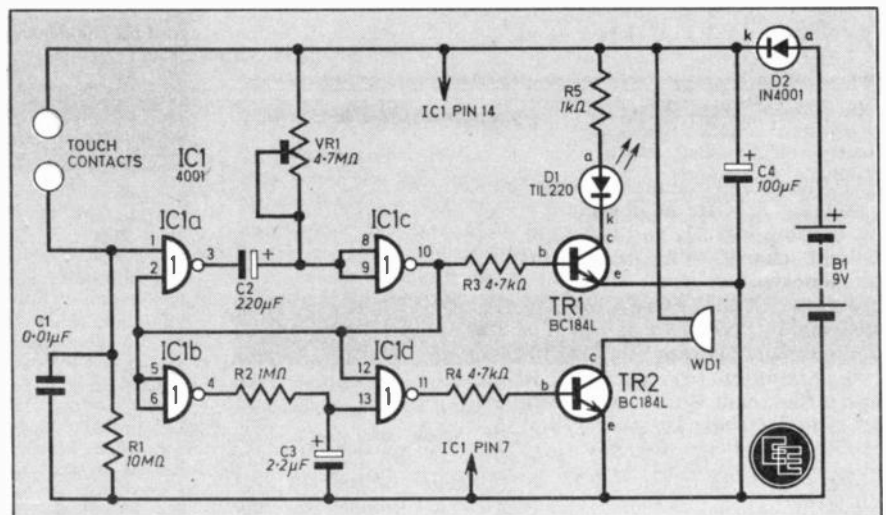 k
a
D2
IN4001
R5
1kΩ
IC1 PIN 14
TOUCH
CONTACTS
IC1
4001
VR1
4·7MΩ
a
D1
TIL220
k
C4
100µF
+
IC1a
1
2
1
3
+
C2
220µF
IC1c
8
9
1
10
R3 4·7kΩ
b
c
e
TR1
BC184L
+
B1
9V
C1
0·01µF
IC1b
5
6
1
4
R2 1MΩ
IC1d
12
13
1
11
R4 4·7kΩ
b
c
e
TR2
BC184L
WD1
R1
10MΩ
+
C3
2·2µF
IC1 PIN 7
EE